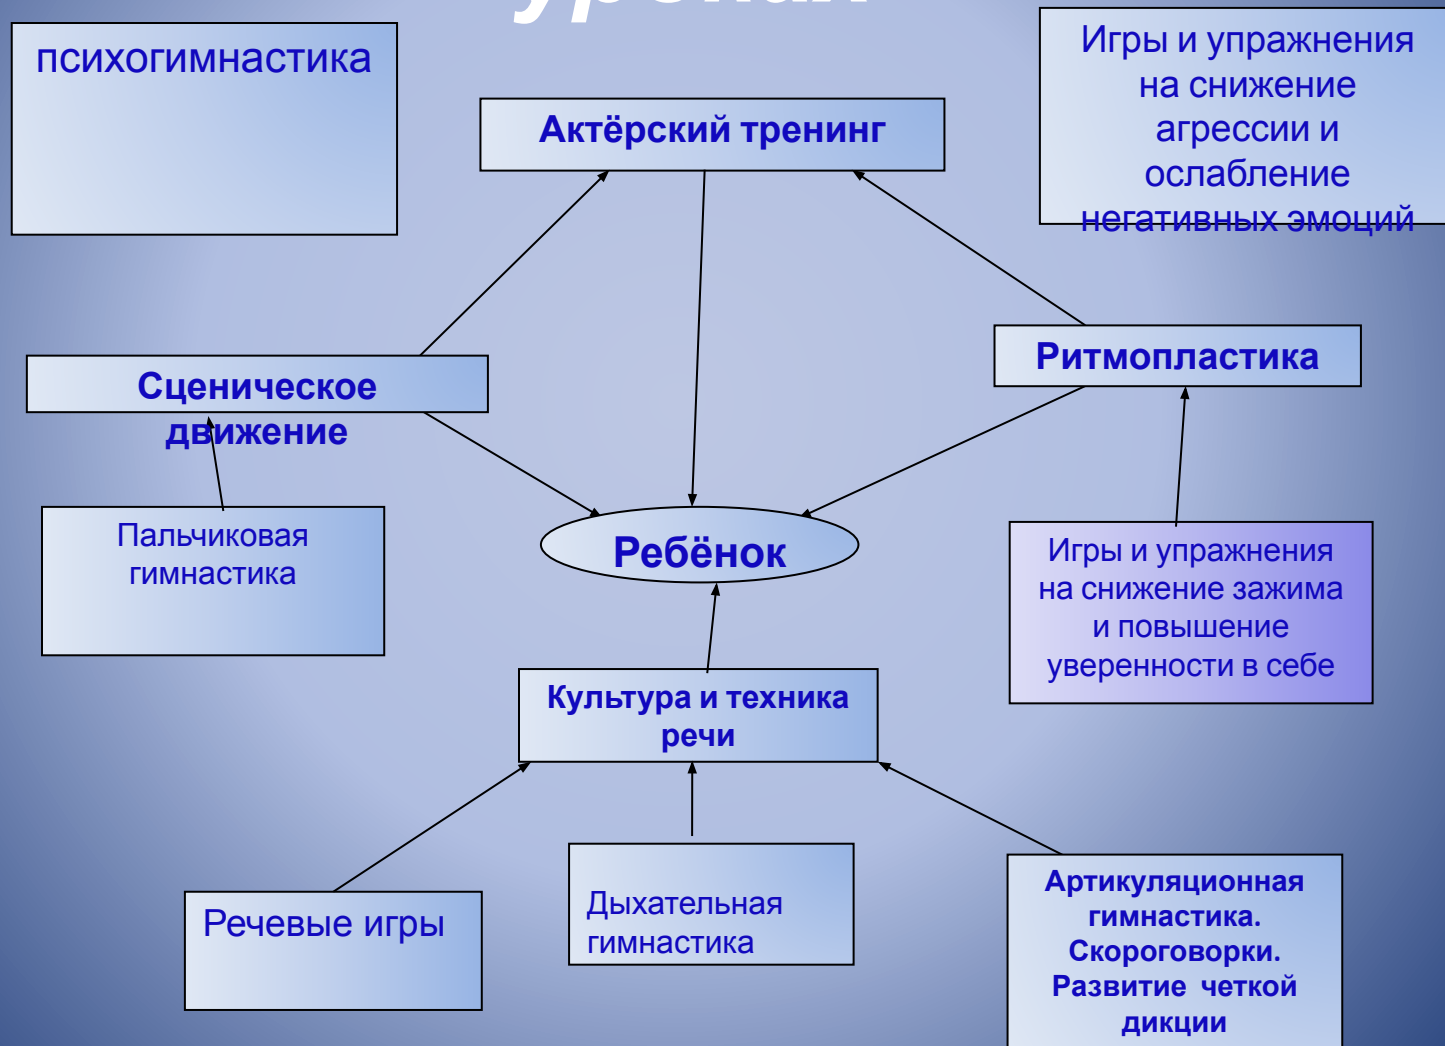 психогимнастика
Игры и упражнения
на снижение
агрессии и
ослабление
негативных эмоций
Актёрский тренинг
Сценическое
движение
Ритмопластика
Пальчиковая
гимнастика
Ребёнок
Игры и упражнения
на снижение зажима
и повышение
уверенности в себе
Культура и техника
речи
Речевые игры
Дыхательная
гимнастика
Артикуляционная
гимнастика.
Скороговорки.
Развитие четкой
дикции